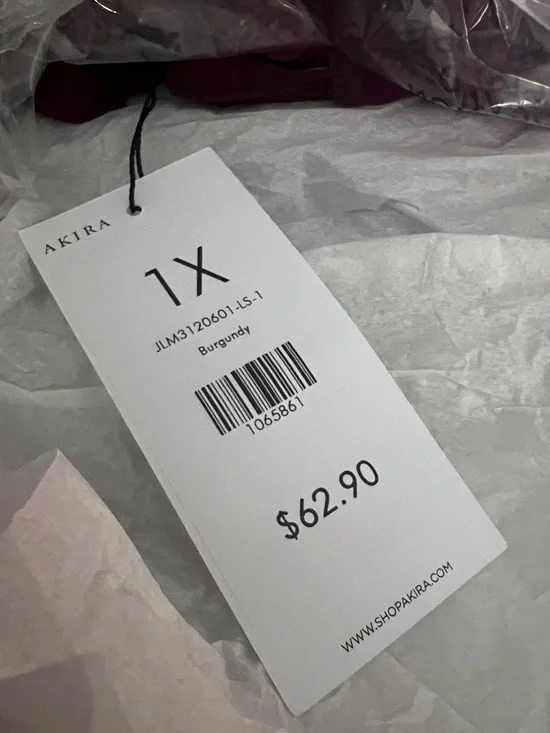 AKIRA
1X
JLM3120601-LS-1
Burgundy
1065861
$62.90
WWW.SHOPAKIRA.COM